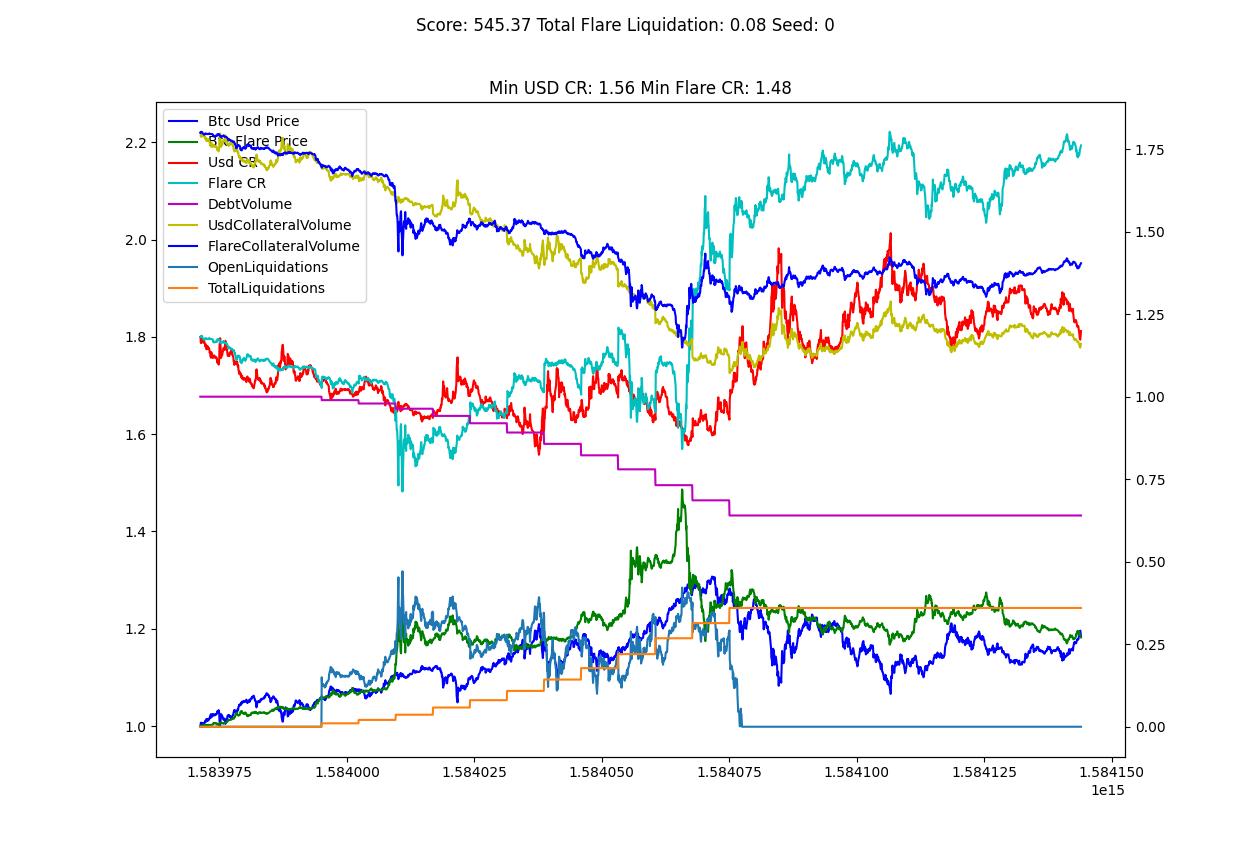 Score: 545.37 Total Flare Liquidation: 0.08 Seed: 0
Min USD CR: 1.56 Min Flare CR: 1.48
Btc Usd Price
Btc Flare Price
Usd CR
Flare CR
DebtVolume
UsdCollateralVolume
FlareCollateralVolume
OpenLiquidations
TotalLiquidations
2.2
2.0
1.8
1.6
1.4
1.2
1.0
1.75
1.50
1.25
1.00
0.75
0.50
0.25
0.00
1.583975 1.584000 1.584025 1.584050 1.584075 1.584100 1.584125 1.584150
1e15